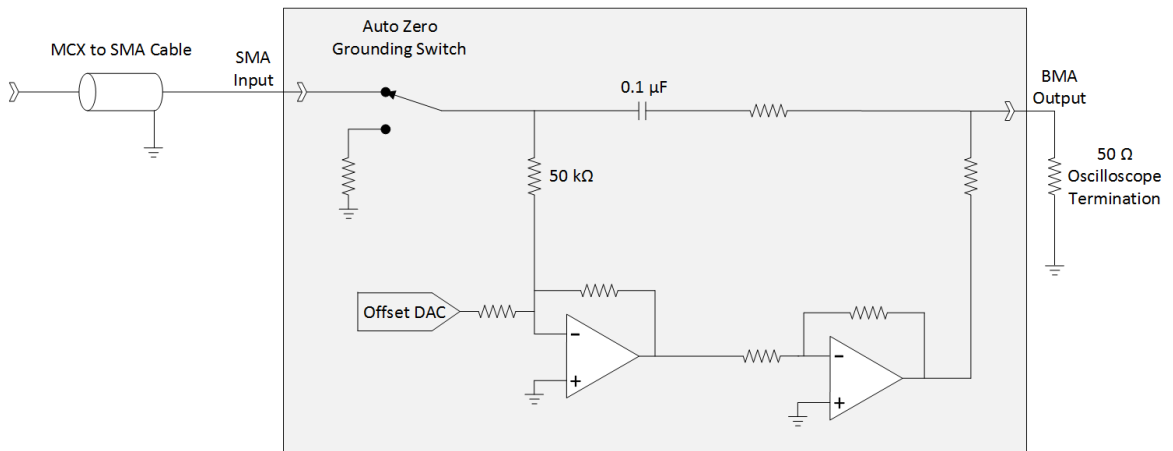 MCX to SMA Cable
SMA
Input
Auto Zero
Grounding Switch
0.1 µF
BMA
Output
50 Ω
Oscilloscope
Termination
50 kΩ
Offset DAC
−
+
−
+